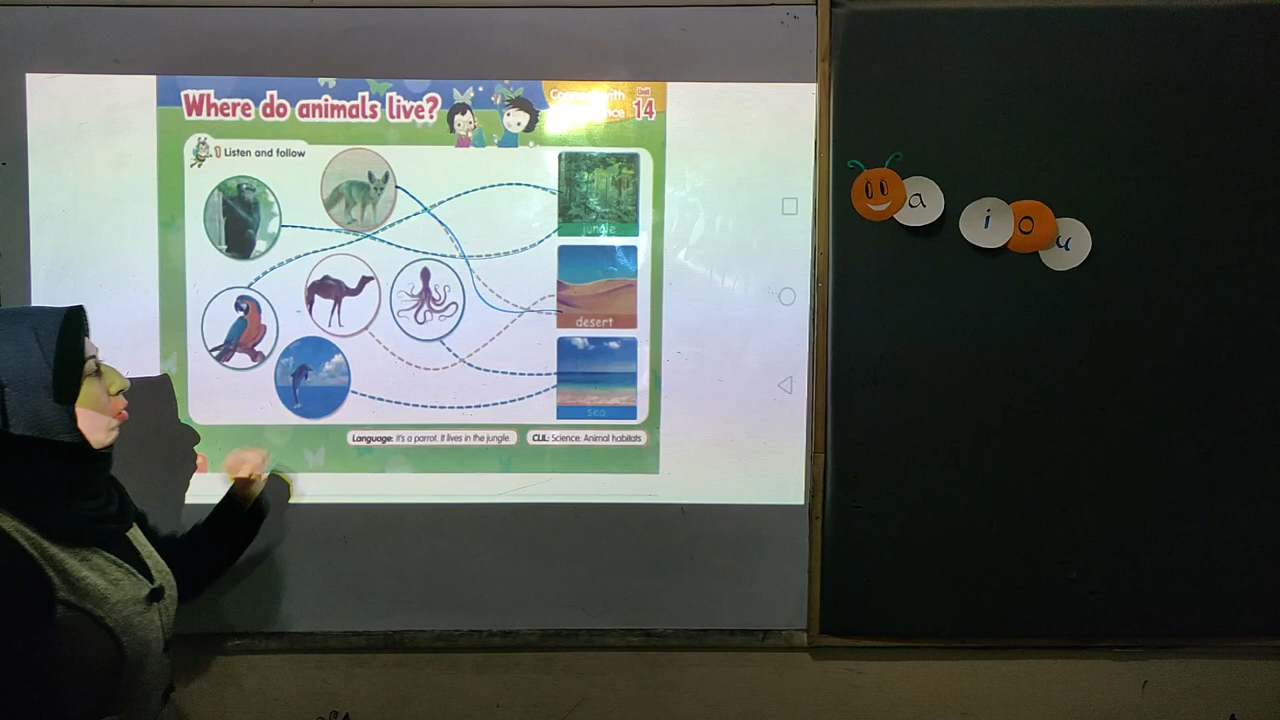 Where do animals live?
Unit
14
1 Listen and follow
jungle
desert
sea
Language: It's a parrot. It lives in the jungle.
CLIL: Science: Animal habitats
a
i
o
u